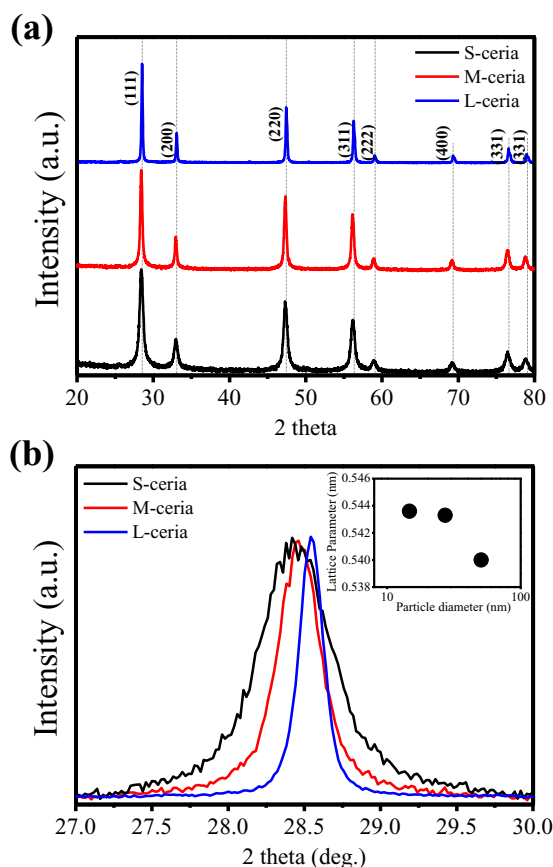 (a)
S-ceria
M-ceria
L-ceria
(111)
(200)
(220)
(311)
(222)
(400)
331)
(331)
Intensity (a.u.)
20 30 40 50 60 70 80
2 theta
(b)
S-ceria
M-ceria
L-ceria
Lattice Parameter (nm)
0.546
0.544
0.542
0.540
0.538
10 100
Particle diameter (nm)
Intensity (a.u.)
27.0 27.5 28.0 28.5 29.0 29.5 30.0
2 theta (deg.)